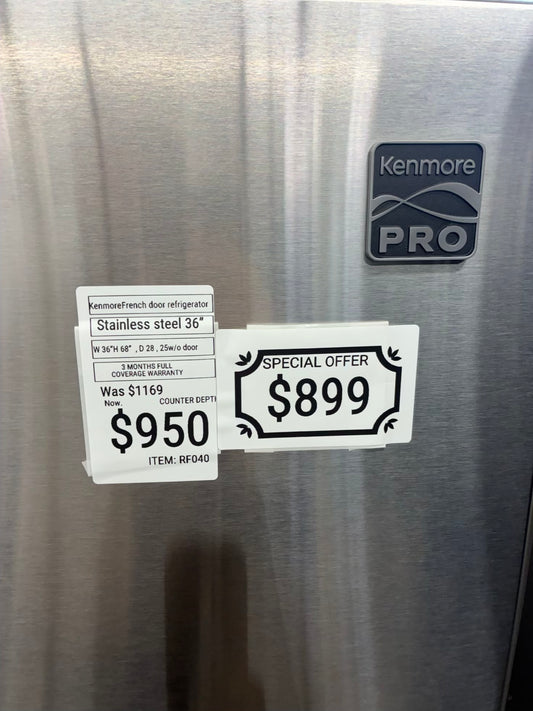 Kenmore
PRO
KenmoreFrench door refrigerator
Stainless steel 36"
W 36"H 68" , D 28 , 25w/o door
3 MONTHS FULL
COVERAGE WARRANTY
Was $1169
Now.
COUNTER DEPTH
$950
ITEM: RF040
SPECIAL OFFER
$899